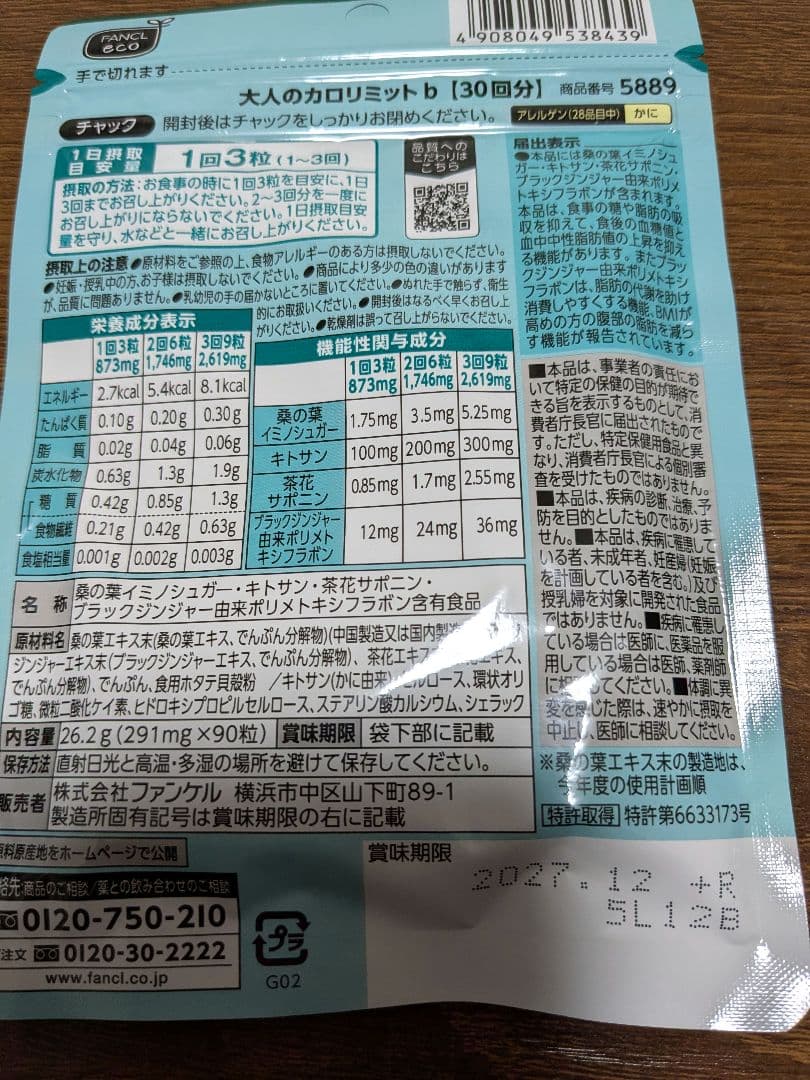 FANCL
eco
4 908049 538439
手で切れます
大人のカロリミットb【30回分】 商品番号 5889
チャック 開封後はチャックをしっかりお閉めください。
アレルゲン(28品目中) かに
1日摂取
目安量
1回3粒(1～3回)
摂取の方法:お食事の時に1回3粒を目安に、1日
3回までお召し上がりください。2～3回分を一度に
お召し上がりにならないでください。1日摂取目安
量を守り、水などと一緒にお召し上がりください。
品質への
こだわりは
こちら
届出表示
●本品には桑の葉イミノシュ
ガー・キトサン・茶花サポニン・
ブラックジンジャー由来ポリメ
トキシフラボンが含まれます。
本品は、食事の糖や脂肪の吸
収を抑えて、食後の血糖値と
血中中性脂肪値の上昇を抑え
る機能があります。またブラッ
クジンジャー由来ポリメトキシ
フラボンは、脂肪の代謝を助け
消費しやすくする機能、BMIが
高めの方の腹部の脂肪を減ら
す機能が報告されています。
摂取上の注意 ●原材料をご参照の上、食物アレルギーのある方は摂取しないでください。
●妊娠・授乳中の方、お子様は摂取しないでください。●商品により多少の色の違いがあります
が、品質に問題ありません。●乳幼児の手の届かないところに置いてください。●ぬれた手で触らず、衛生
的にお取扱いください。●開封後はなるべく早くお召し上
がりください。●乾燥剤は誤って召し上がらないでください。
栄養成分表示
1回3粒 2回6粒 3回9粒
873mg 1,746mg 2,619mg
エネルギー 2.7kcal 5.4kcal 8.1kcal
たんぱく質 0.10g 0.20g 0.30g
脂質 0.02g 0.04g 0.06g
炭水化物 0.63g 1.3g 1.9g
糖質 0.42g 0.85g 1.3g
食物繊維 0.21g 0.42g 0.63g
食塩相当量 0.001g 0.002g 0.003g
機能性関与成分
1回3粒 2回6粒 3回9粒
873mg 1,746mg 2,619mg
桑の葉
イミノシュガー 1.75mg 3.5mg 5.25mg
キトサン 100mg 200mg 300mg
茶花
サポニン 0.85mg 1.7mg 2.55mg
ブラックジンジャー
由来ポリメト
キシフラボン 12mg 24mg 36mg
■本品は、事業者の責任にお
いて特定の保健の目的が期待で
きる旨を表示するものとして、消
費者庁長官に届出されたもので
す。ただし、特定保健用食品と異
なり、消費者庁長官による個別審
査を受けたものではありません。
■本品は、疾病の診断、治療、予
防を目的としたものではありま
せん。■本品は、疾病に罹患して
いる者、未成年者、妊産婦(妊娠
を計画している者を含む。)及び
授乳婦を対象に開発された食品
ではありません。■疾病に罹患し
ている場合は医師に、医薬品を服
用している場合は医師、薬剤師
に相談してください。■体調に異
変を感じた際は、速やかに摂取を
中止し、医師に相談してください。
※桑の葉エキス末の製造地は、
今年度の使用計画順
特許取得 特許第6633173号
名称 桑の葉イミノシュガー・キトサン・茶花サポニン・
ブラックジンジャー由来ポリメトキシフラボン含有食品
原材料名 桑の葉エキス末(桑の葉エキス、でんぷん分解物)(中国製造又は国内製造)
ジンジャーエキス末(ブラックジンジャーエキス、でんぷん分解物)、茶花エキス
でんぷん分解物)、でんぷん、食用ホタテ貝殻粉 /キトサン(かに由来) ルロース、環状オリ
ゴ糖、微粒二酸化ケイ素、ヒドロキシプロピルセルロース、ステアリン酸カルシウム、シェラック
内容量 26.2g(291mg×90粒) 賞味期限 袋下部に記載
保存方法 直射日光と高温・多湿の場所を避けて保存してください。
販売者 株式会社ファンケル 横浜市中区山下町89-1
製造所固有記号は賞味期限の右に記載
原料原産地をホームページで公開
絡先:商品のご相談/薬との飲み合わせのご相談
0120-750-210
ご注文 0120-30-2222
www.fancl.co.jp
プラ
G02
賞味期限
2027.12 +R
5L12B